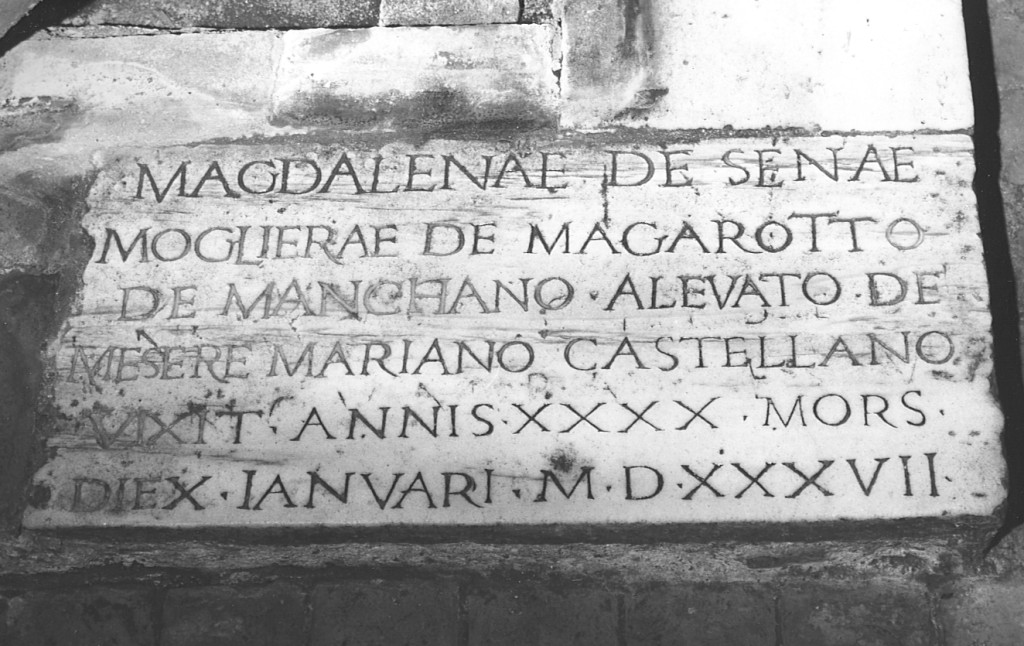 MAGDALENAE DE SENAE
MOGLIERAE DE MAGAROTTO
DE MANCHANO · ALEVATO · DE
MESERE MARIANO CASTELLANO
VIXIT · ANNIS · XXXX · MORS ·
DIEX · IANVARI · M · D · XXXVII ·